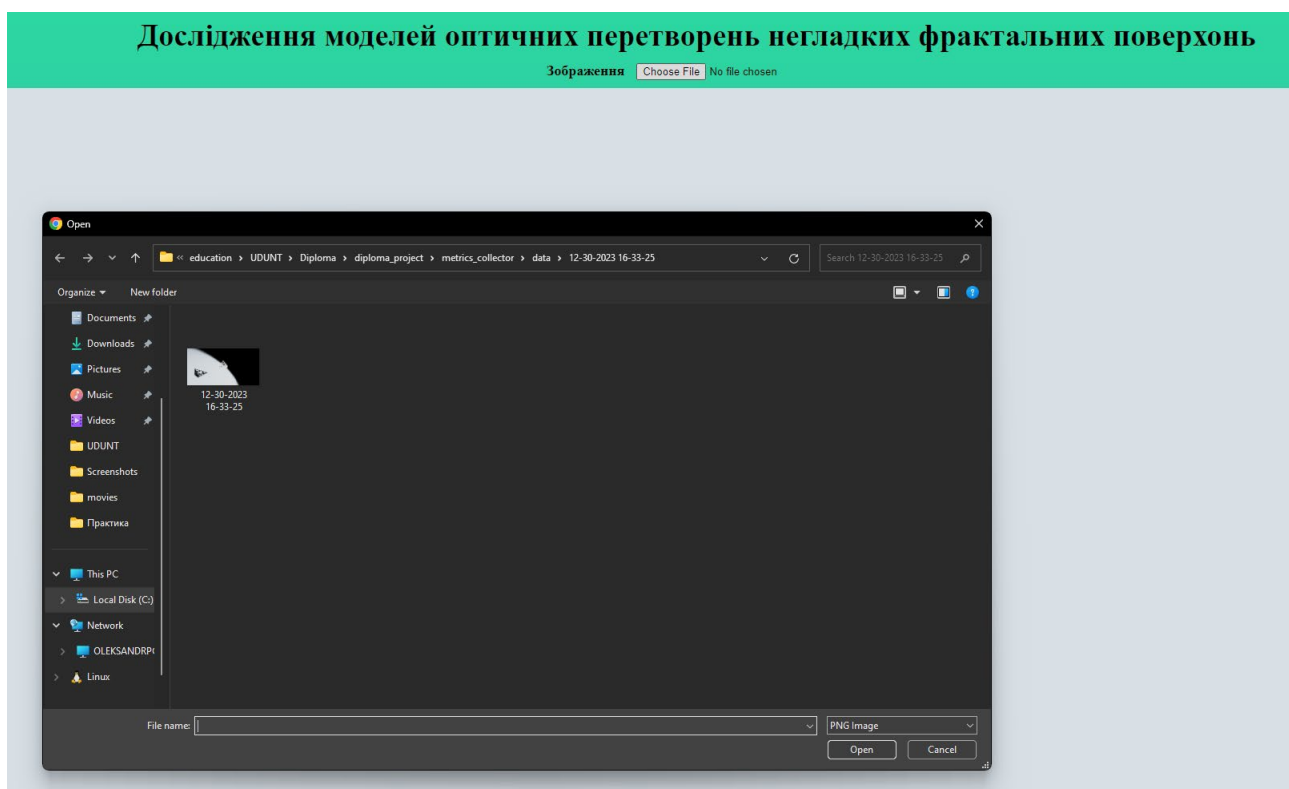 Дослідження моделей оптичних перетворень негладких фрактальних поверхонь
Зображення Choose File No file chosen
Open
« education › UDUNT › Diploma › diploma_project › metrics_collector › data › 12-30-2023 16-33-25
Search 12-30-2023 16-33-25
Organize
New folder
Documents
Downloads
Pictures
Music
Videos
UDUNT
Screenshots
movies
Практика
This PC
Local Disk (C:)
Network
OLEKSANDRP
Linux
12-30-2023
16-33-25
File name:
PNG Image
Open
Cancel